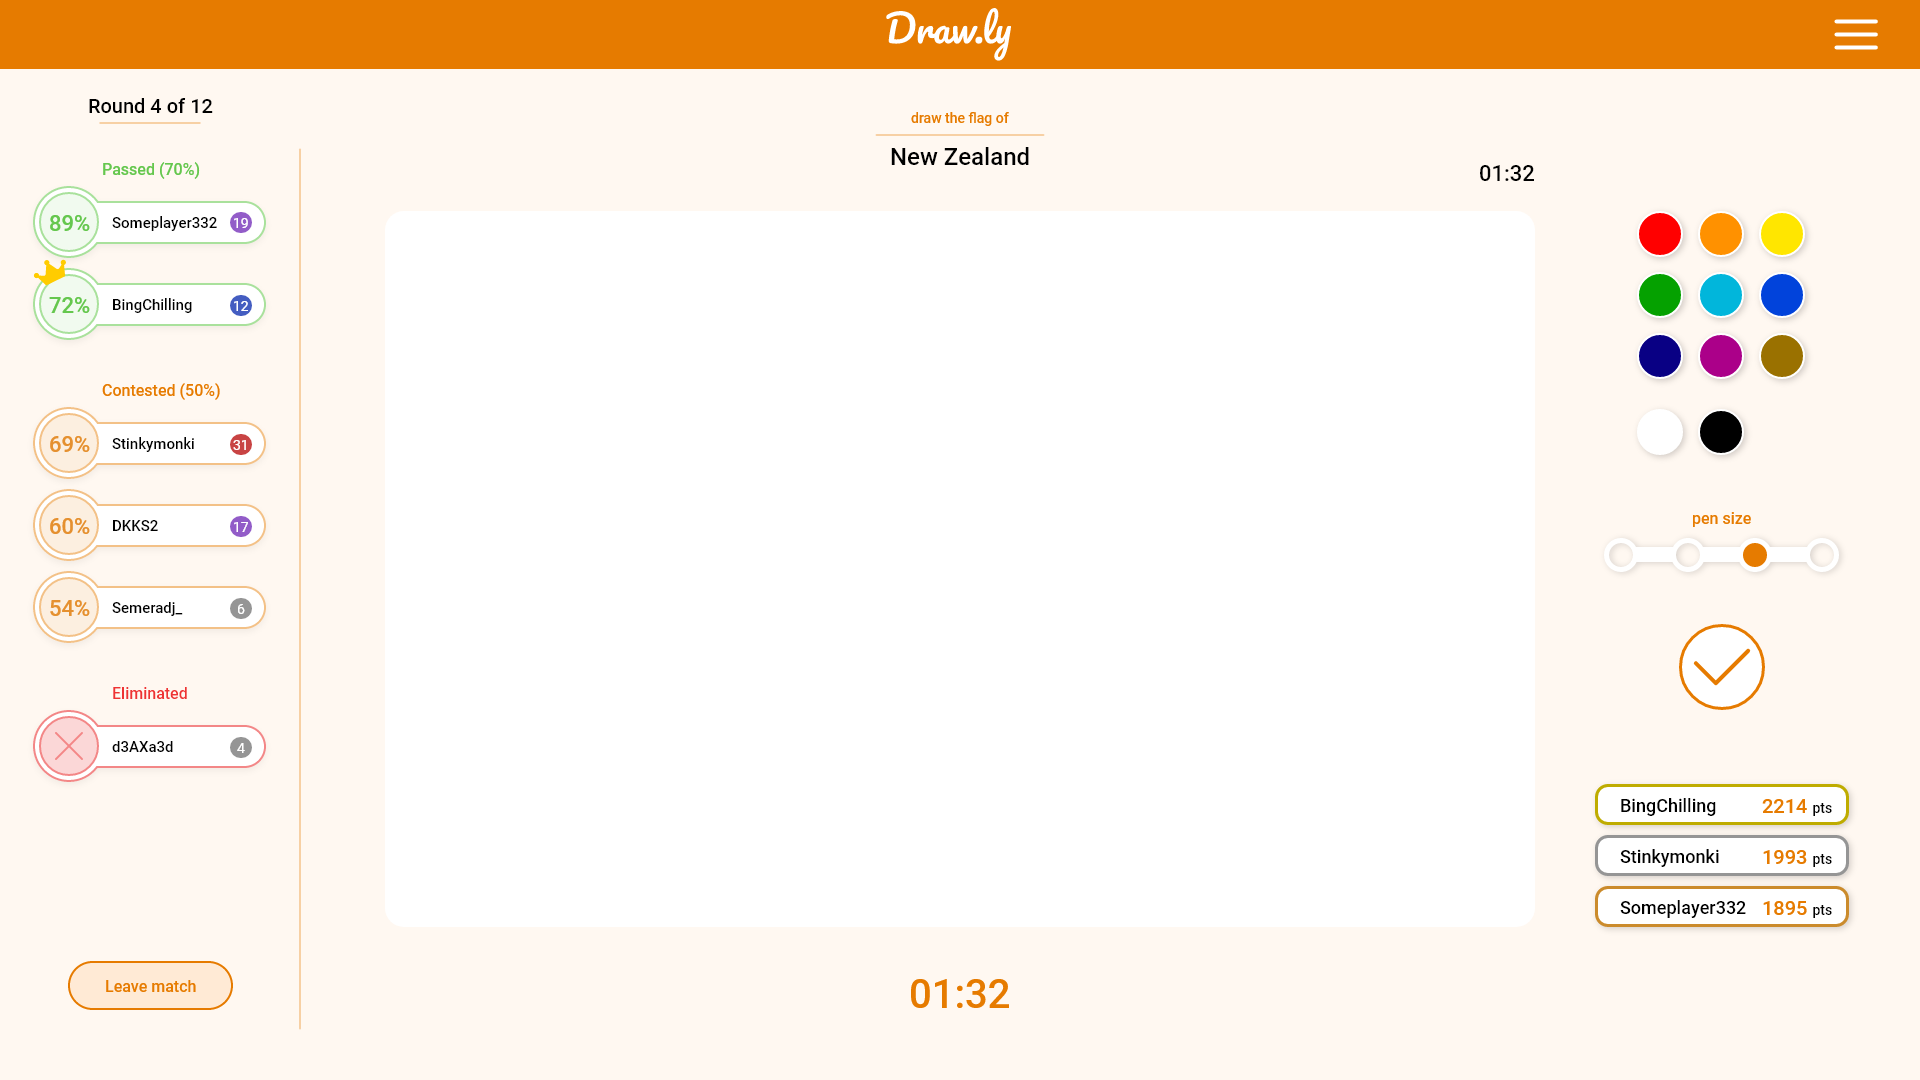 Draw.ly
Round 4 of 12
Passed (70%)
89% Someplayer332 19
72% BingChilling 12
Contested (50%)
69% Stinkymonki 31
60% DKKS2 17
54% Semeradj_ 6
Eliminated
d3AXa3d 4
Leave match
draw the flag of
New Zealand
01:32
01:32
pen size
BingChilling 2214 pts
Stinkymonki 1993 pts
Someplayer332 1895 pts